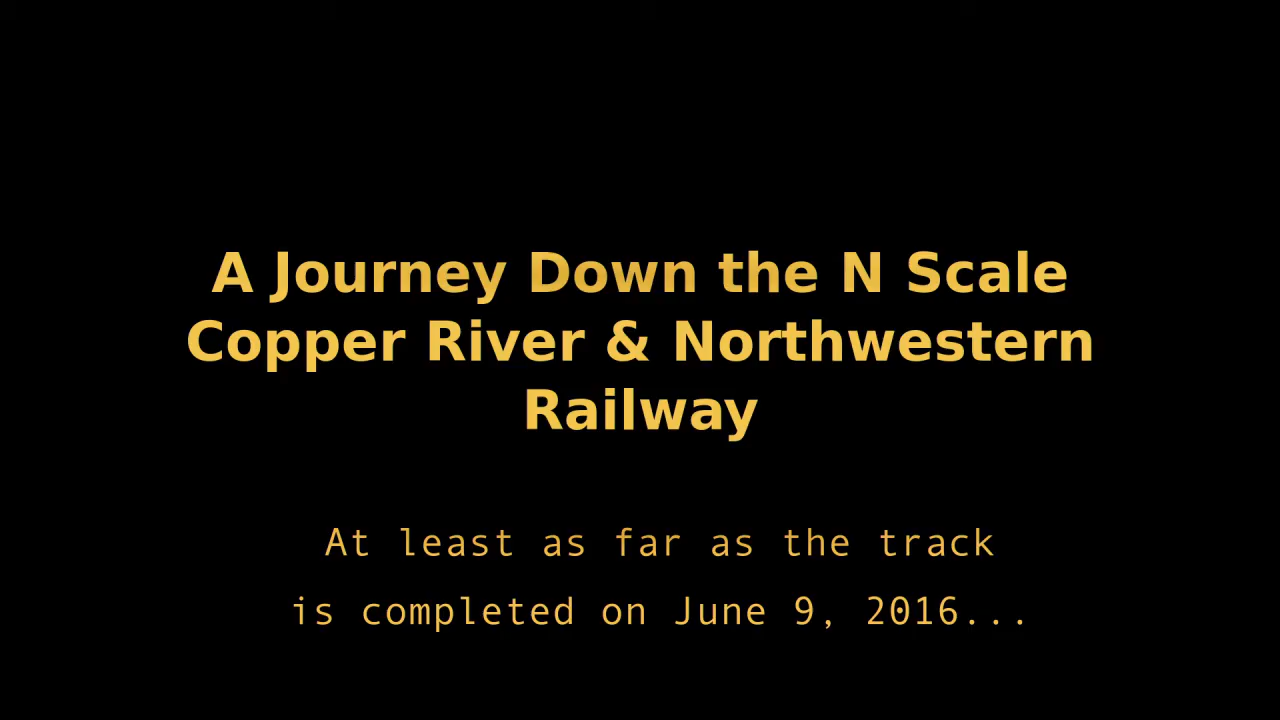 A Journey Down the N Scale
Copper River & Northwestern
Railway
At least as far as the track
is completed on June 9, 2016...